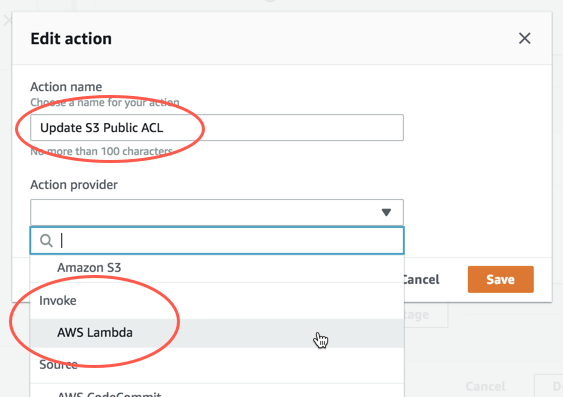 Edit action
Action name
Choose a name for your action
Update S3 Public ACL
No more than 100 characters
Action provider
Amazon S3
Cancel
Save
Invoke
AWS Lambda
Source
AWS CodeCommit
Cancel